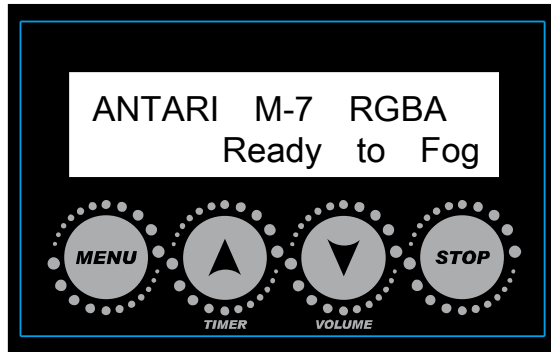 ANTARI M-7 RGBA
Ready to Fog
MENU
STOP
TIMER
VOLUME